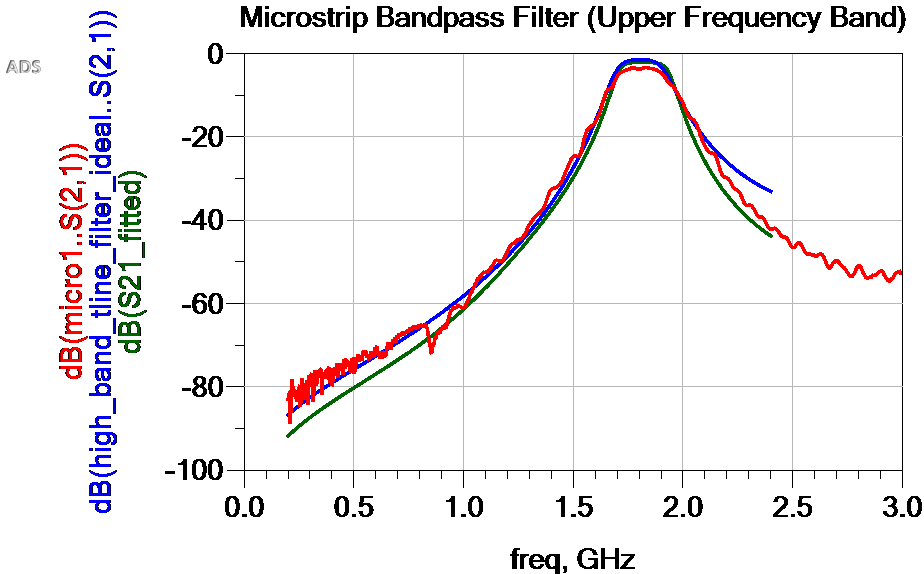 Microstrip Bandpass Filter (Upper Frequency Band)
ADS
dB(micro1..S(2,1))
dB(high_band_tline_filter_ideal..S(2,1))
dB(S21_fitted)
0
-20
-40
-60
-80
-100
0.0 0.5 1.0 1.5 2.0 2.5 3.0
freq, GHz